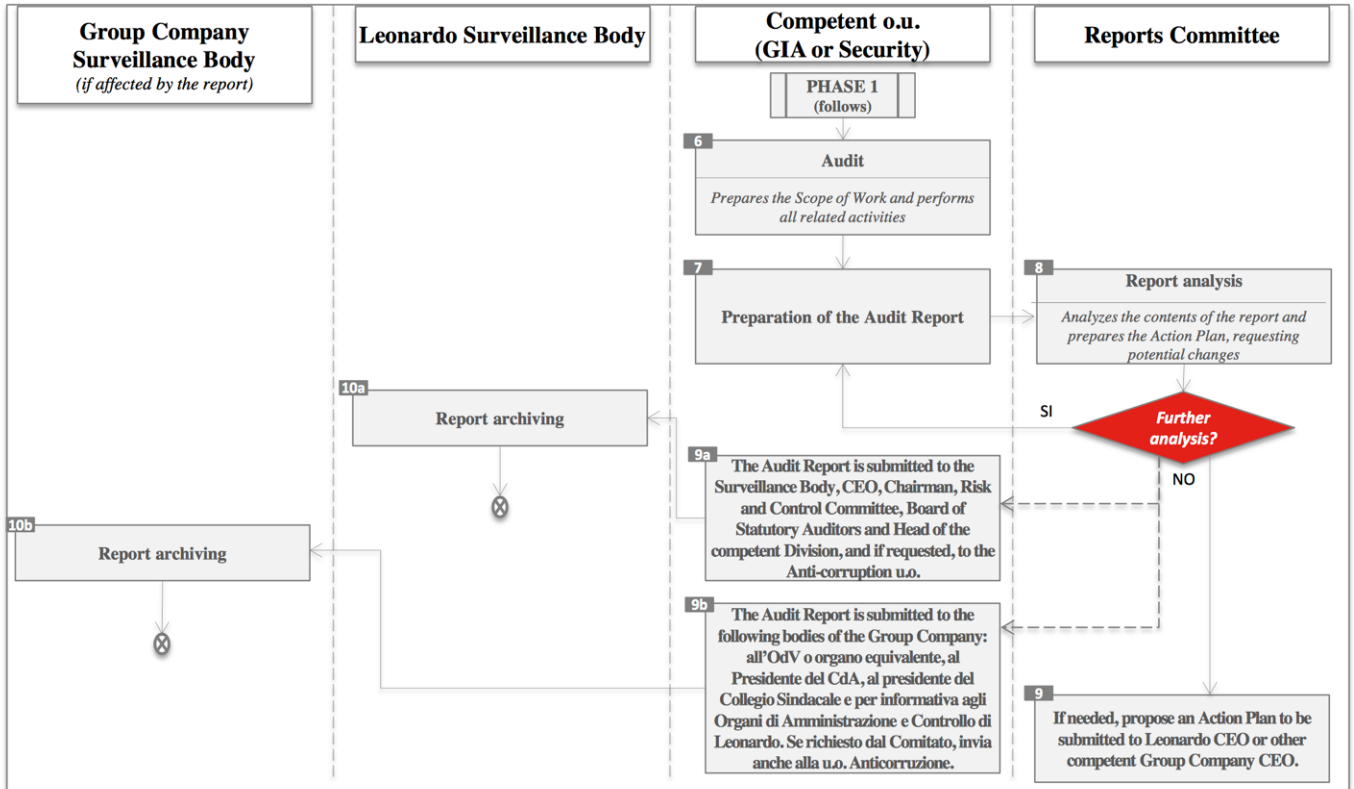 Group Company
Surveillance Body
(if affected by the report)
Leonardo Surveillance Body
Competent o.u.
(GIA or Security)
Reports Committee
PHASE 1
(follows)
6
Audit
Prepares the Scope of Work and performs
all related activities
7
Preparation of the Audit Report
8
Report analysis
Analyzes the contents of the report and
prepares the Action Plan, requesting
potential changes
Further
analysis?
SI
NO
10a
Report archiving
9a
The Audit Report is submitted to the
Surveillance Body, CEO, Chairman, Risk
and Control Committee, Board of
Statutory Auditors and Head of the
competent Division, and if requested, to the
Anti-corruption u.o.
10b
Report archiving
9b
The Audit Report is submitted to the
following bodies of the Group Company:
all'OdV o organo equivalente, al
Presidente del CdA, al presidente del
Collegio Sindacale e per informativa agli
Organi di Amministrazione e Controllo di
Leonardo. Se richiesto dal Comitato, invia
anche alla u.o. Anticorruzione.
9
If needed, propose an Action Plan to be
submitted to Leonardo CEO or other
competent Group Company CEO.